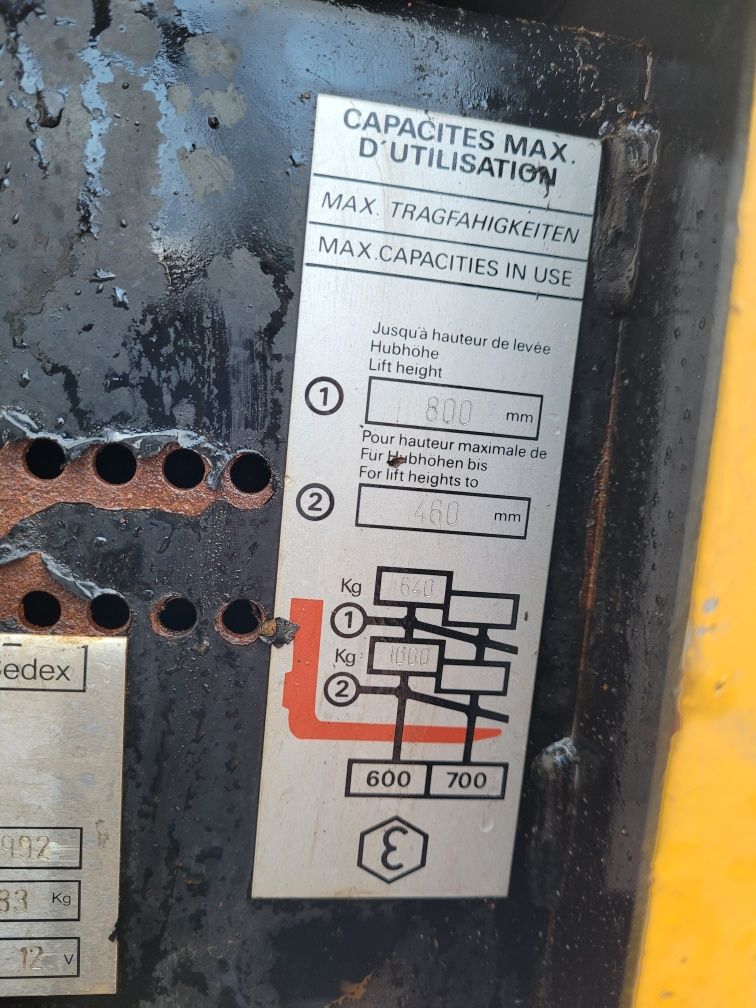 CAPACITES MAX.
D'UTILISATION
MAX. TRAGFAHIGKEITEN
MAX.CAPACITIES IN USE
Jusqu'à hauteur de levée
Hubhöhe
Lift height
1
800 mm
Pour hauteur maximale de
Für Hubhöhen bis
For lift heights to
2
460 mm
Kg 640
1
Kg 1000
2
600 700
ε
edex
992
83 Kg
12 v